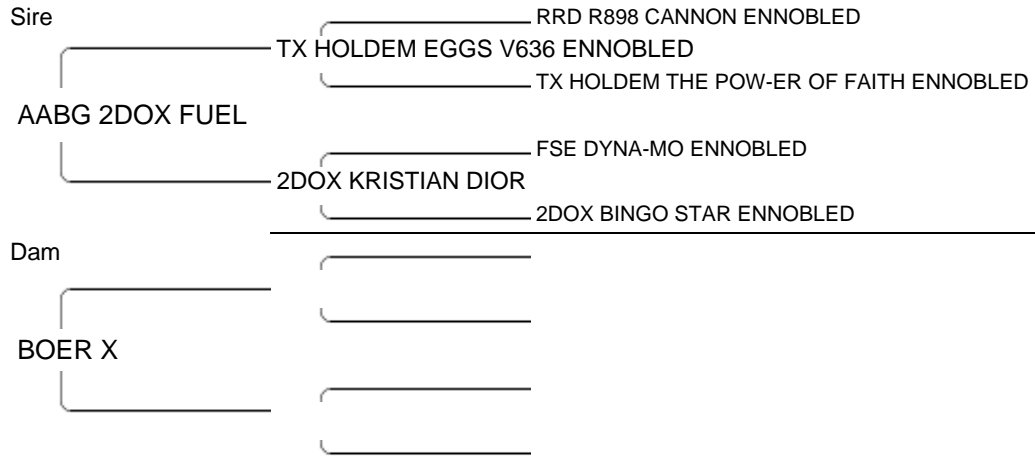 Sire
RRD R898 CANNON ENNOBLED
TX HOLDEM EGGS V636 ENNOBLED
TX HOLDEM THE POW-ER OF FAITH ENNOBLED
AABG 2DOX FUEL
FSE DYNA-MO ENNOBLED
2DOX KRISTIAN DIOR
2DOX BINGO STAR ENNOBLED
Dam
BOER X